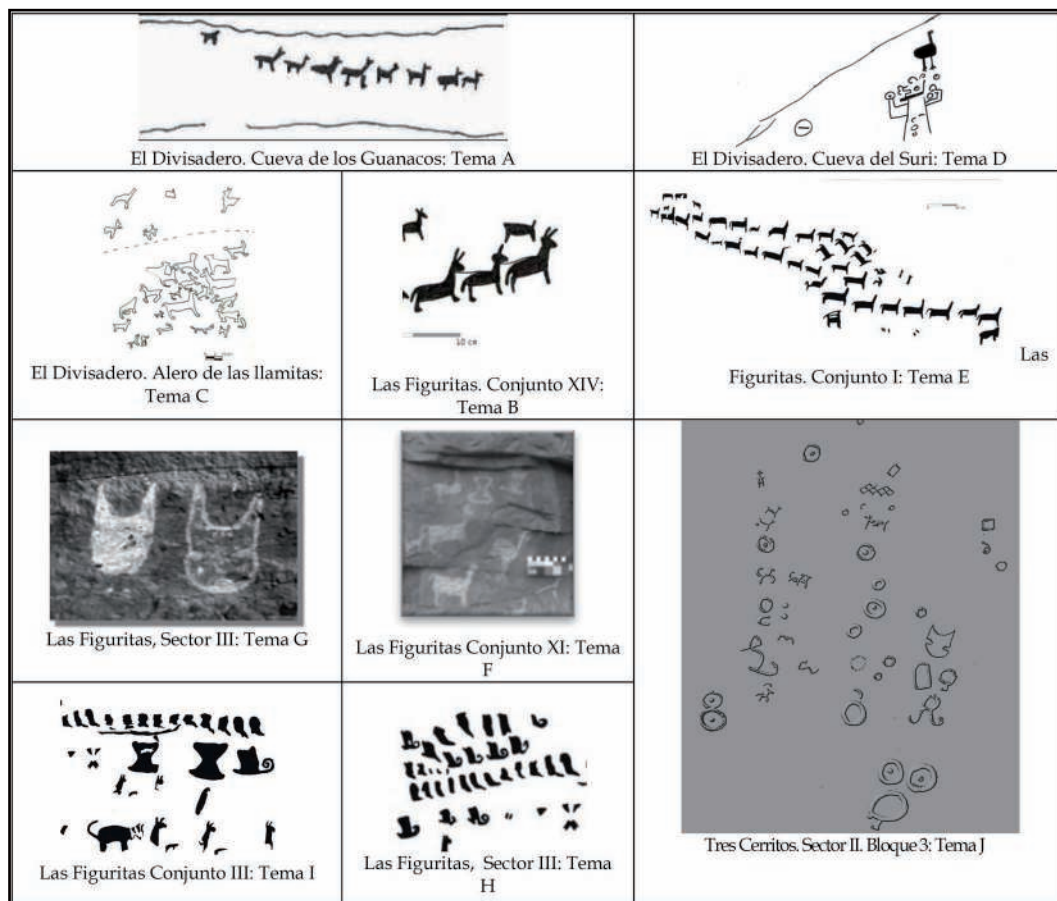 El Divisadero. Cueva de los Guanacos: Tema A
El Divisadero. Cueva del Suri: Tema D
El Divisadero. Alero de las llamitas:
Tema C
10 cm
Las Figuritas. Conjunto XIV:
Tema B
Las
Figuritas. Conjunto I: Tema E
Las Figuritas, Sector III: Tema G
Las Figuritas Conjunto XI: Tema
F
Las Figuritas Conjunto III: Tema I
Las Figuritas, Sector III: Tema
H
Tres Cerritos. Sector II. Bloque 3: Tema J